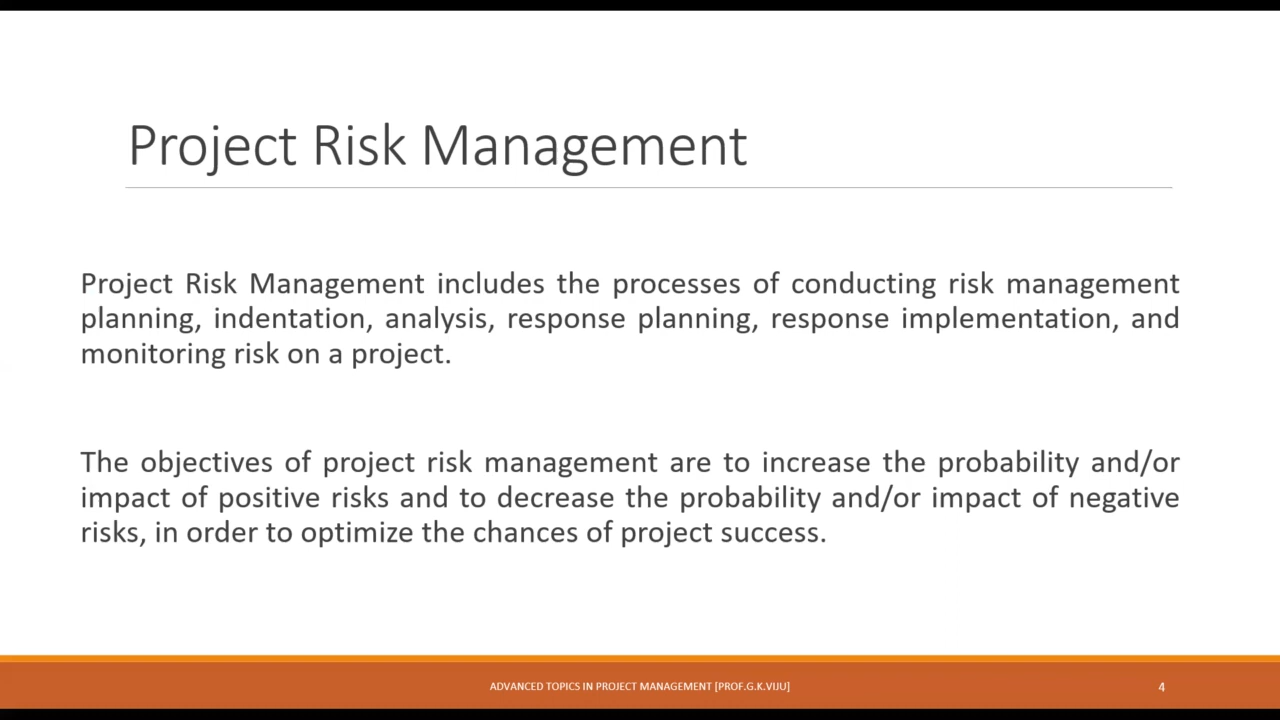 Project Risk Management
Project Risk Management includes the processes of conducting risk management
planning, indentation, analysis, response planning, response implementation, and
monitoring risk on a project.
The objectives of project risk management are to increase the probability and/or
impact of positive risks and to decrease the probability and/or impact of negative
risks, in order to optimize the chances of project success.
ADVANCED TOPICS IN PROJECT MANAGEMENT [PROF.G.K.VIJU]
4